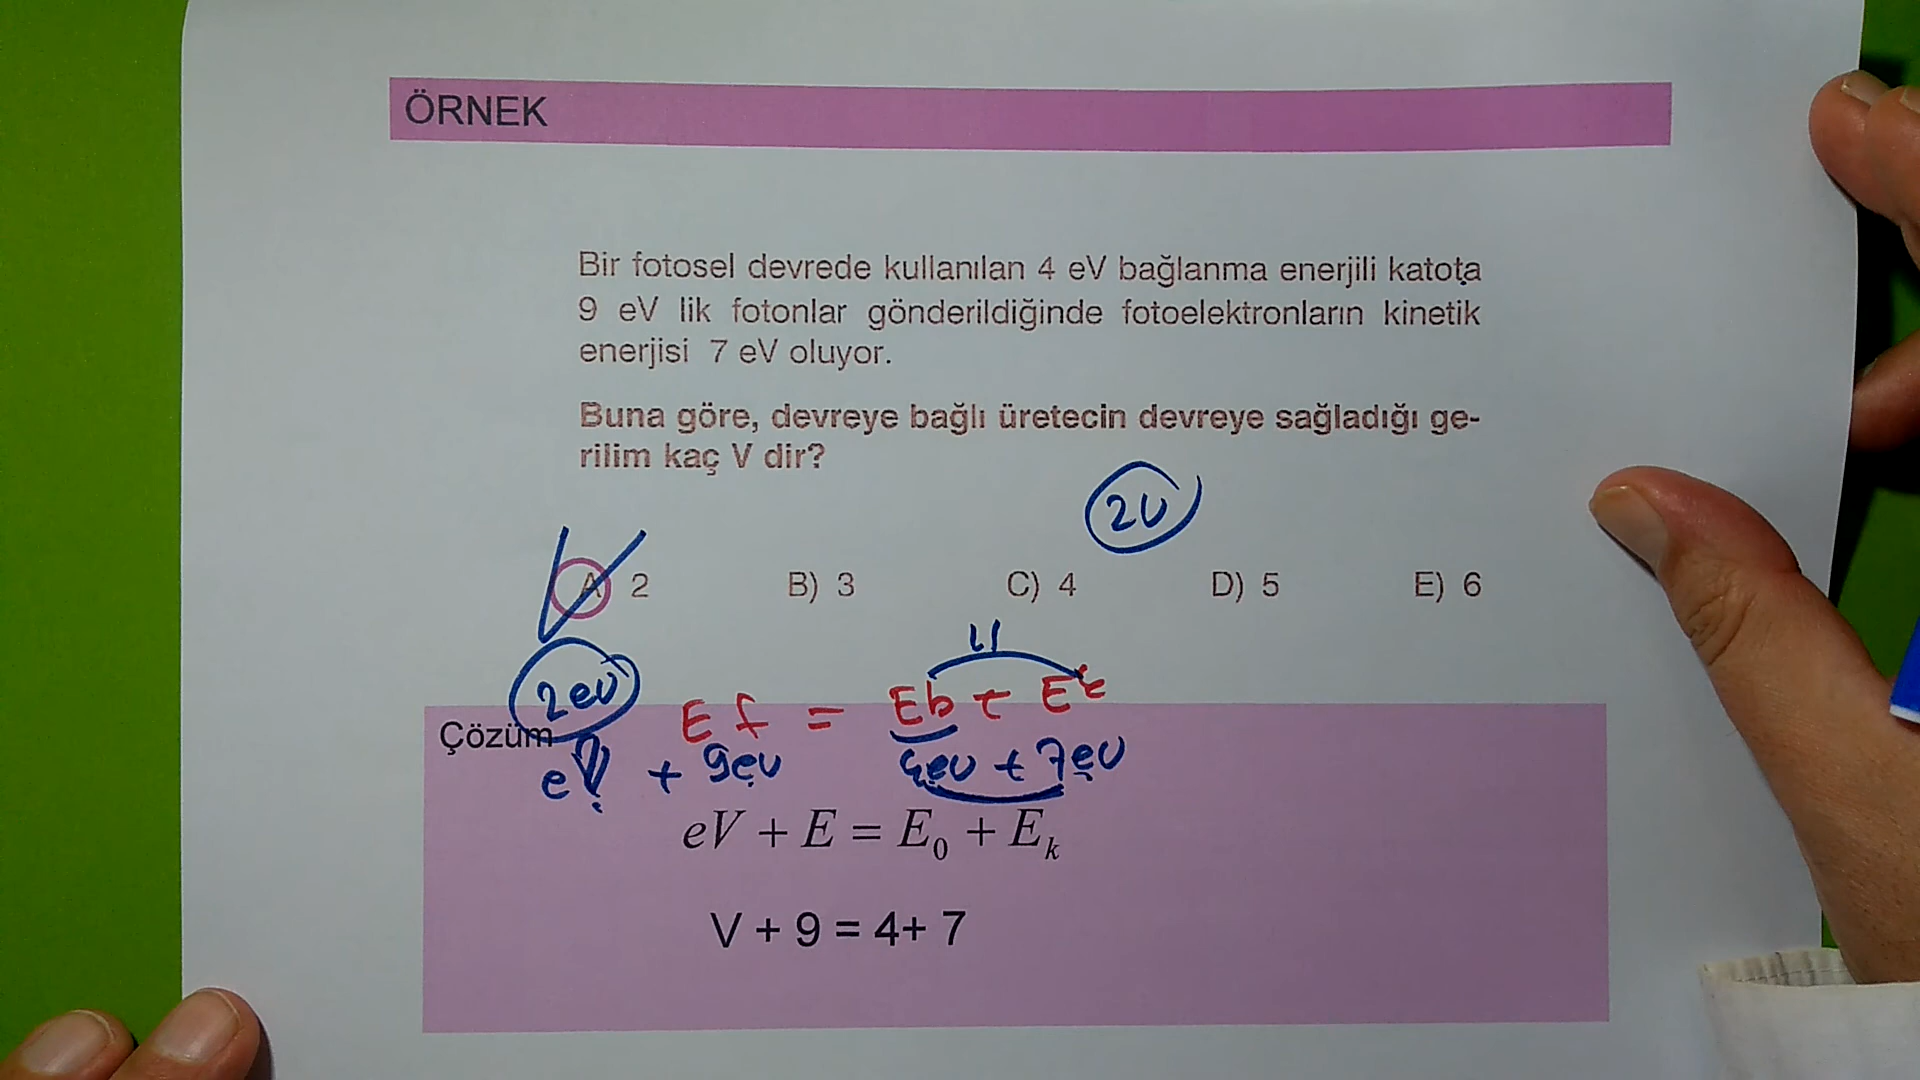 ÖRNEK
Bir fotosel devrede kullanılan 4 eV bağlanma enerjili katota
9 eV lik fotonlar gönderildiğinde fotoelektronların kinetik
enerjisi 7 eV oluyor.
Buna göre, devreye bağlı üretecin devreye sağladığı ge-
rilim kaç V dir?
2V
A) 2 B) 3 C) 4 D) 5 E) 6
11
2eV Ef = Eb + Ek
Çözüm
eV + 9eV 4eV + 7eV
eV + E = E₀ + Eₖ
V + 9 = 4+ 7